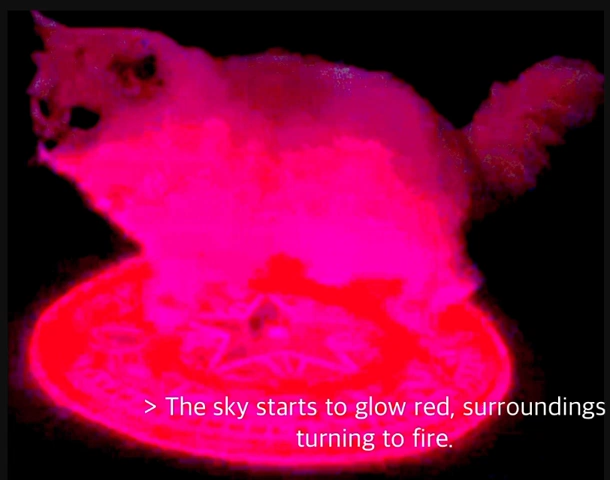 > The sky starts to glow red, surroundings
turning to fire.